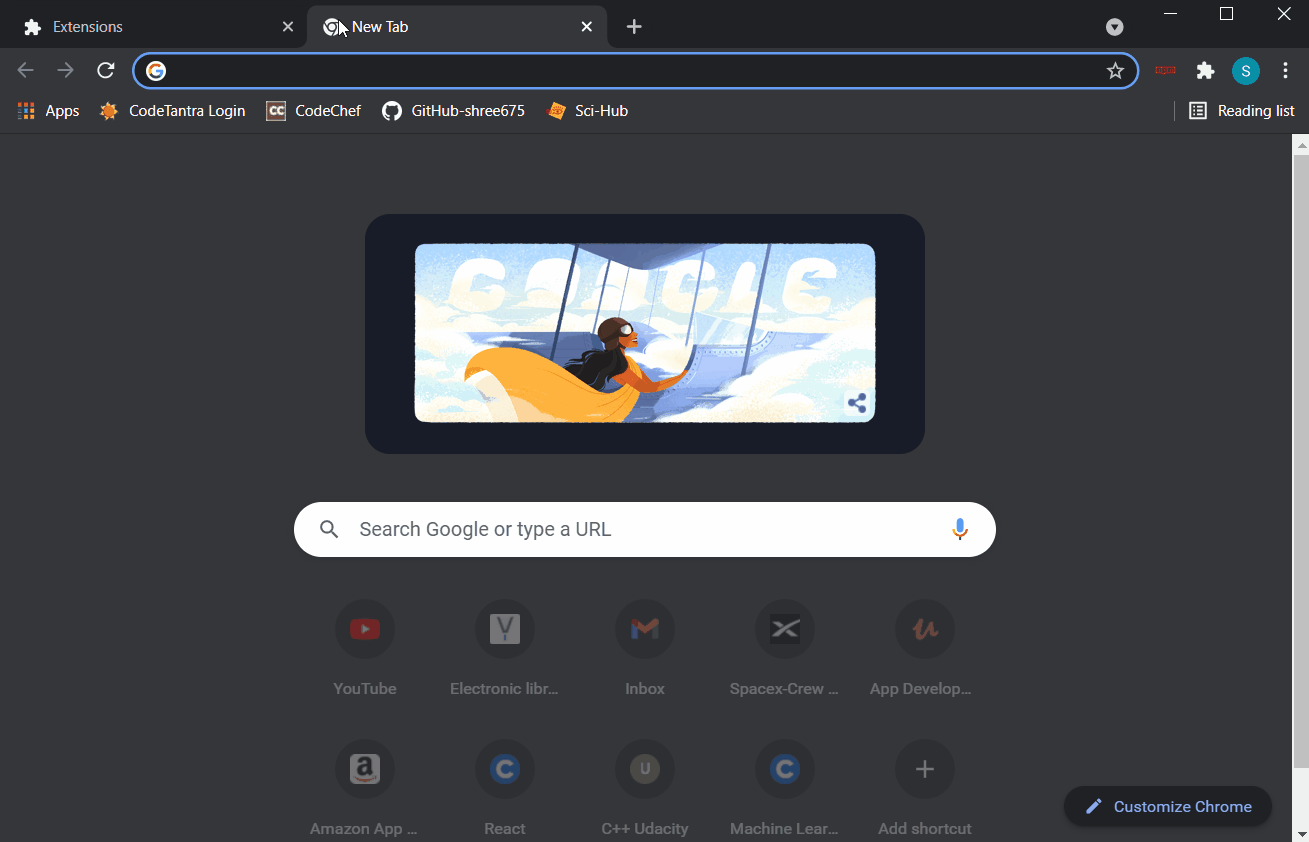 Extensions
New Tab
S
Apps
CodeTantra Login
CC
CodeChef
GitHub-shree675
Sci-Hub
Reading list
GOOGLE
Search Google or type a URL
YouTube
Electronic libr...
Inbox
Spacex-Crew ...
App Develop...
U
Amazon App ...
React
C++ Udacity
Machine Lear...
Add shortcut
Customize Chrome